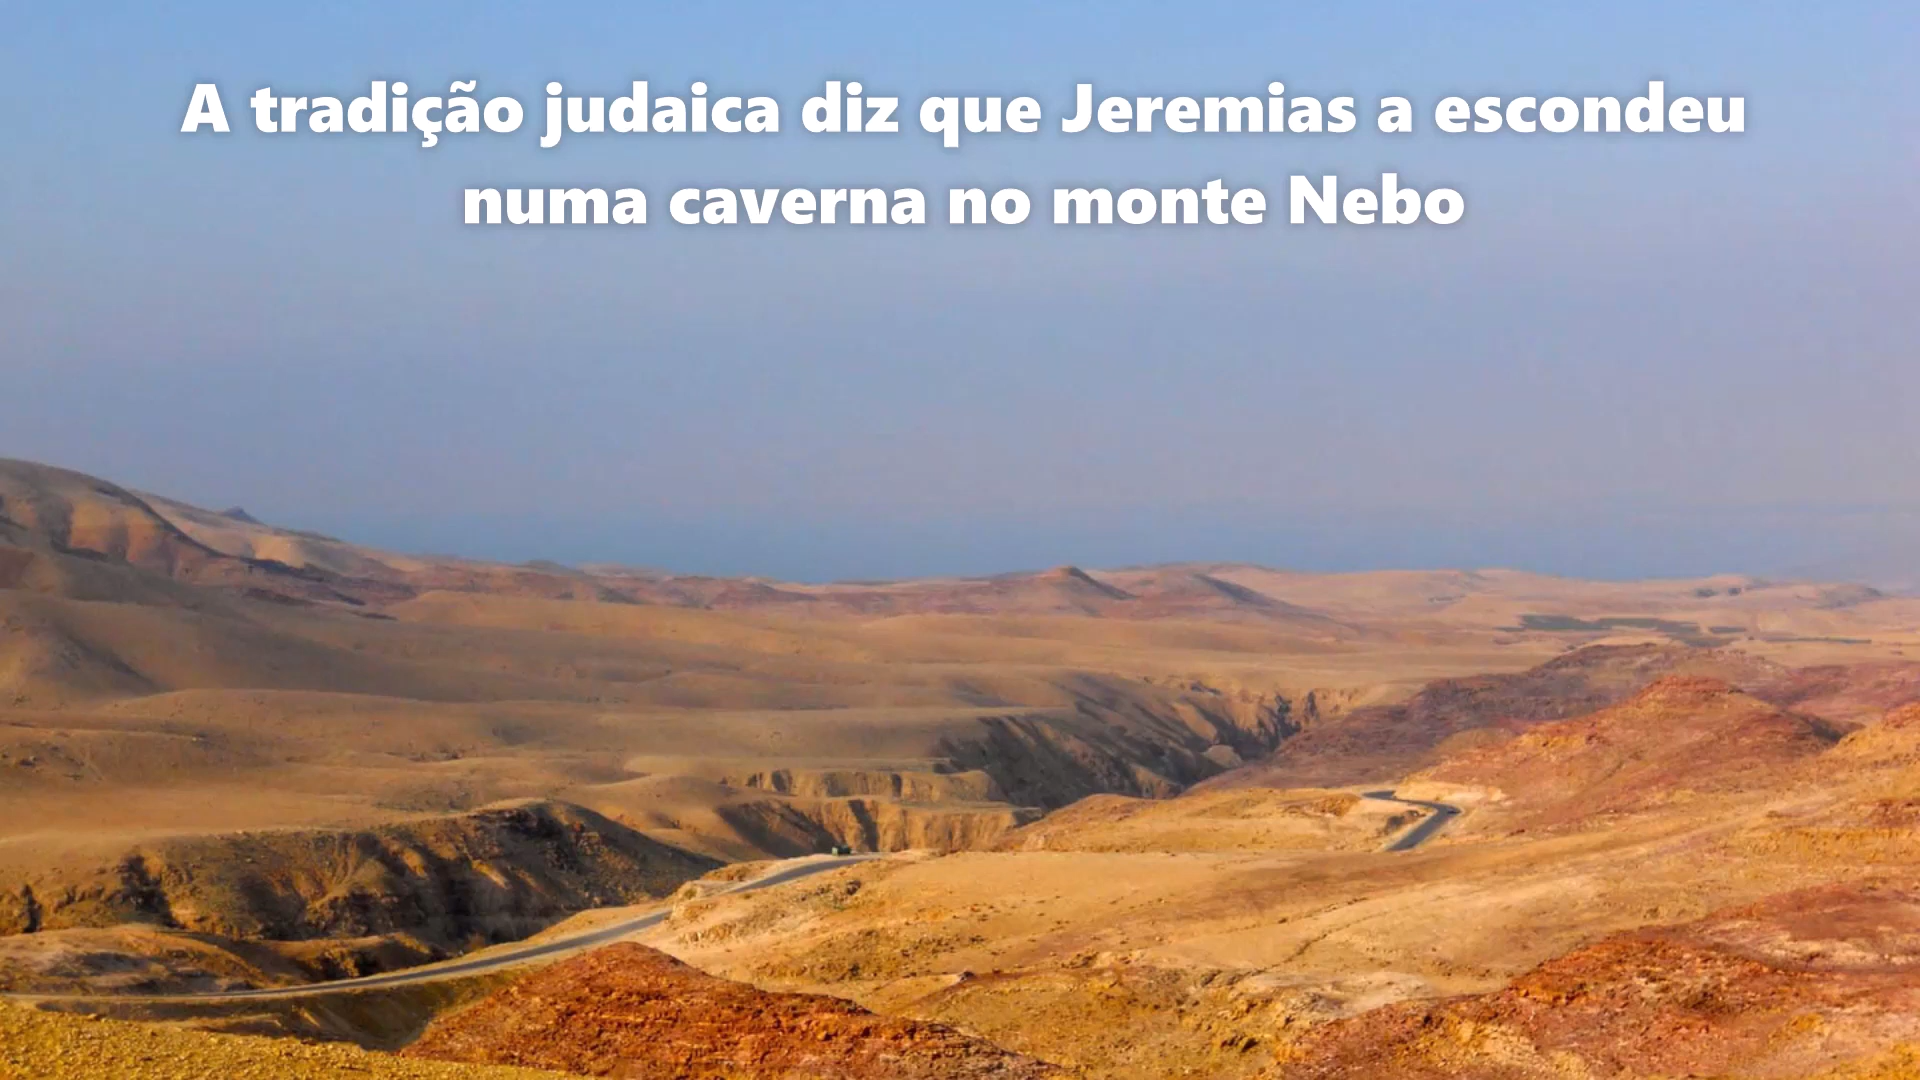 A tradição judaica diz que Jeremias a escondeu
numa caverna no monte Nebo